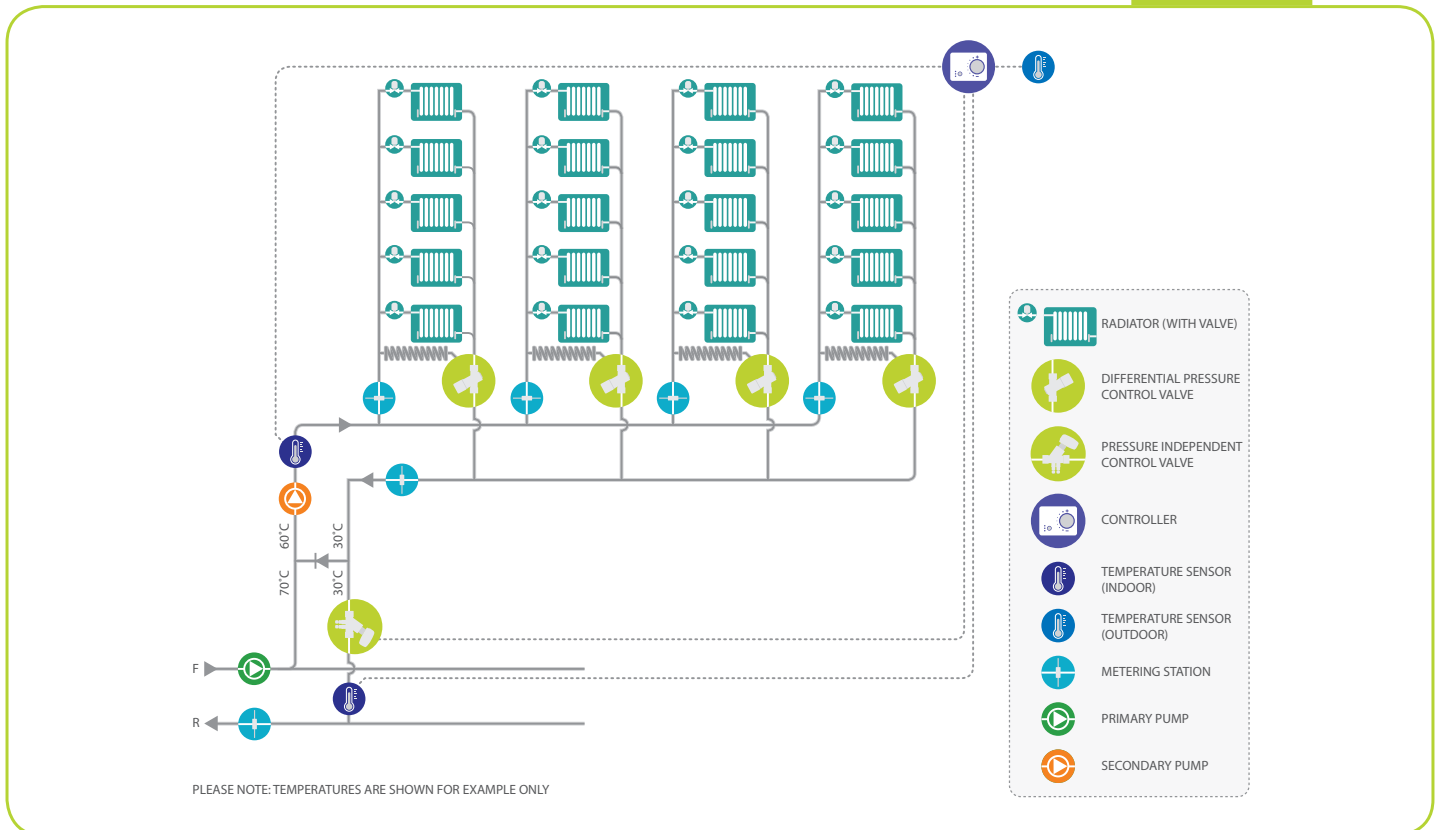 RADIATOR (WITH VALVE)
DIFFERENTIAL PRESSURE
CONTROL VALVE
PRESSURE INDEPENDENT
CONTROL VALVE
CONTROLLER
TEMPERATURE SENSOR
(INDOOR)
TEMPERATURE SENSOR
(OUTDOOR)
METERING STATION
PRIMARY PUMP
SECONDARY PUMP
60°C
30°C
70°C
30°C
F
R
PLEASE NOTE: TEMPERATURES ARE SHOWN FOR EXAMPLE ONLY